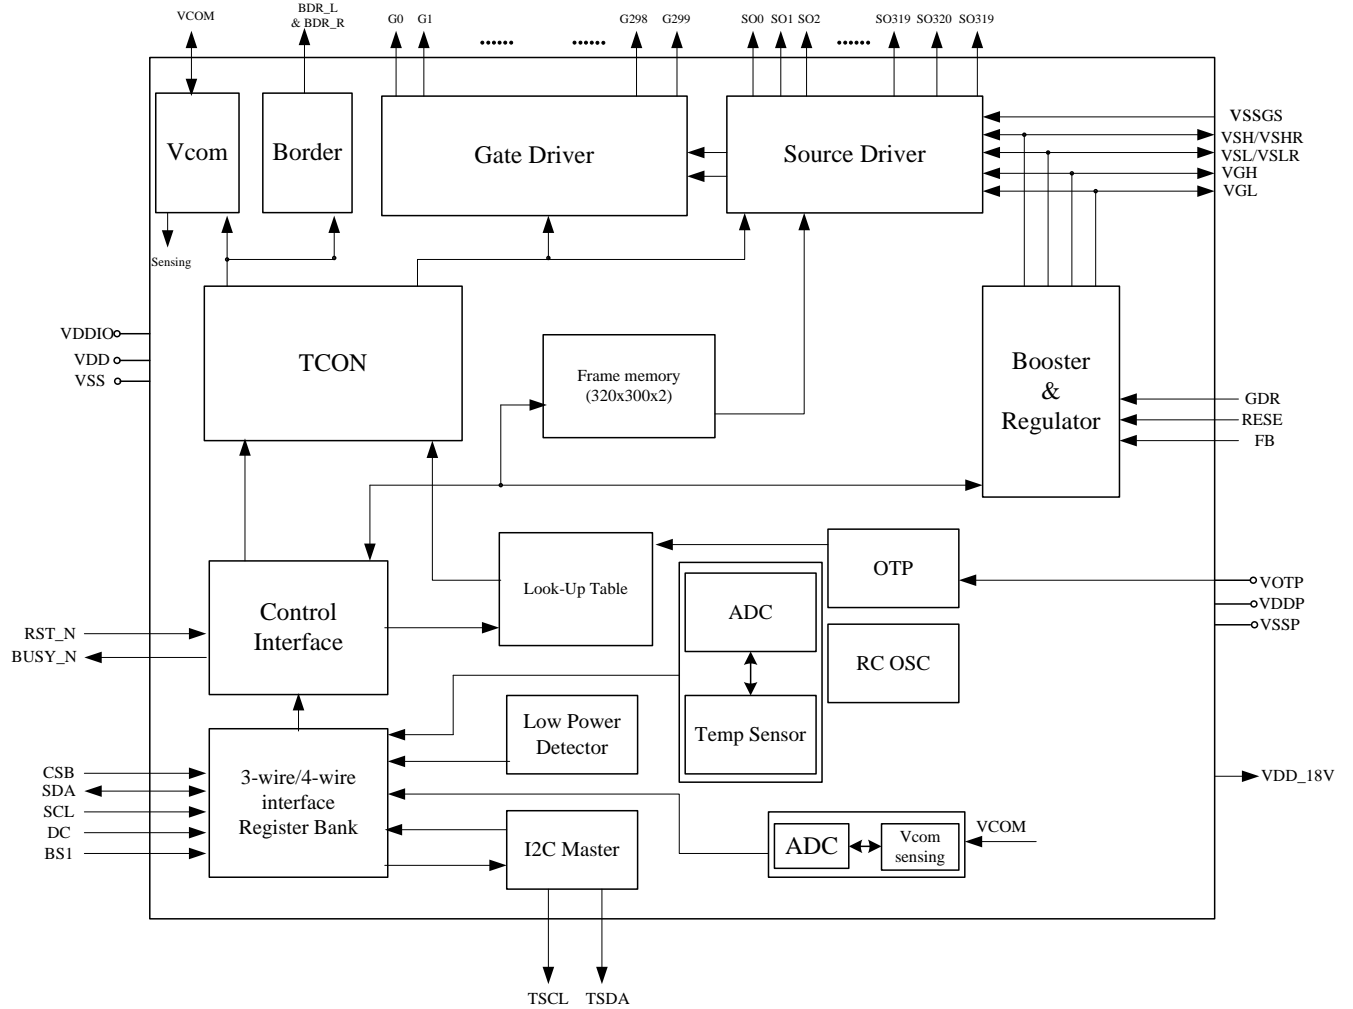 VCOM
BDR_L
& BDR_R
G0
G1
G298
G299
SO0
SO1
SO2
SO319
SO320
SO319
Vcom
Border
Gate Driver
Source Driver
VSSGS
VSH/VSHR
VSL/VSLR
VGH
VGL
Sensing
VDDIO
VDD
VSS
TCON
Frame memory
(320x300x2)
Booster
&
Regulator
GDR
RESE
FB
Control
Interface
Look-Up Table
OTP
ADC
RC OSC
Temp Sensor
VOTP
VDDP
VSSP
RST_N
BUSY_N
Low Power
Detector
3-wire/4-wire
interface
Register Bank
CSB
SDA
SCL
DC
BS1
I2C Master
ADC
Vcom
sensing
VCOM
VDD_18V
TSCL
TSDA